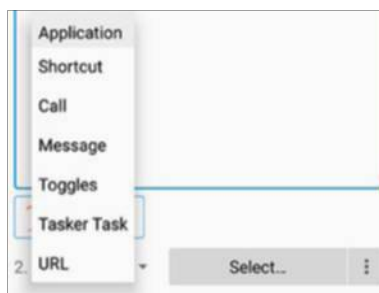 Application
Shortcut
Call
Message
Toggles
Tasker Task
2. URL Select...